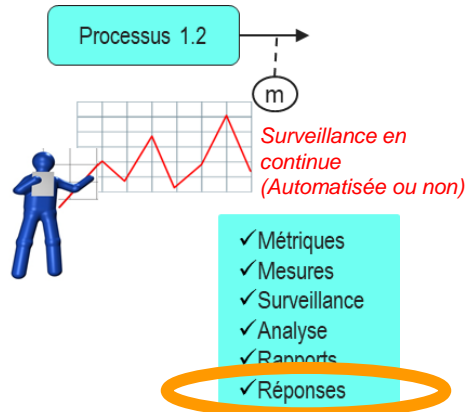 Processus 1.2
m
Surveillance en
continue
(Automatisée ou non)
✓Métriques
✓Mesures
✓Surveillance
✓Analyse
✓Rapports
✓Réponses